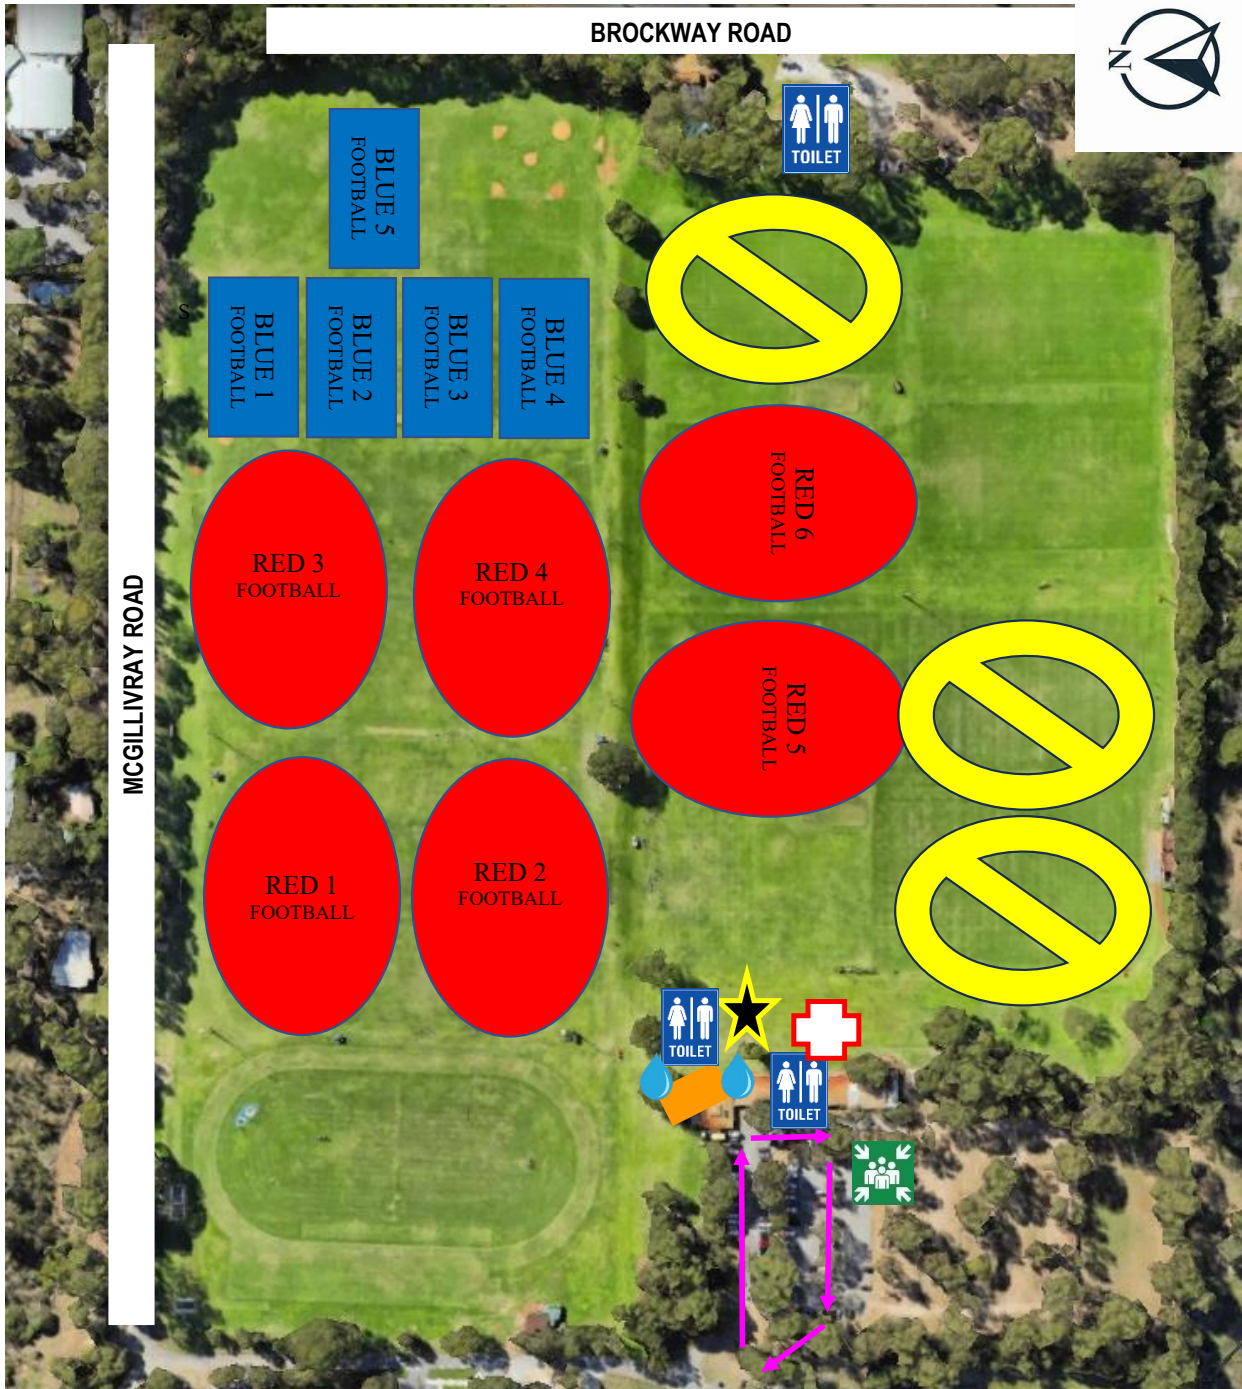 BROCKWAY ROAD
N
TOILET
BLUE 5
FOOTBALL
S
BLUE 1
FOOTBALL
BLUE 2
FOOTBALL
BLUE 3
FOOTBALL
BLUE 4
FOOTBALL
RED 6
FOOTBALL
RED 3
FOOTBALL
RED 4
FOOTBALL
MCGILLIVRAY ROAD
RED 5
FOOTBALL
RED 1
FOOTBALL
RED 2
FOOTBALL
TOILET
TOILET